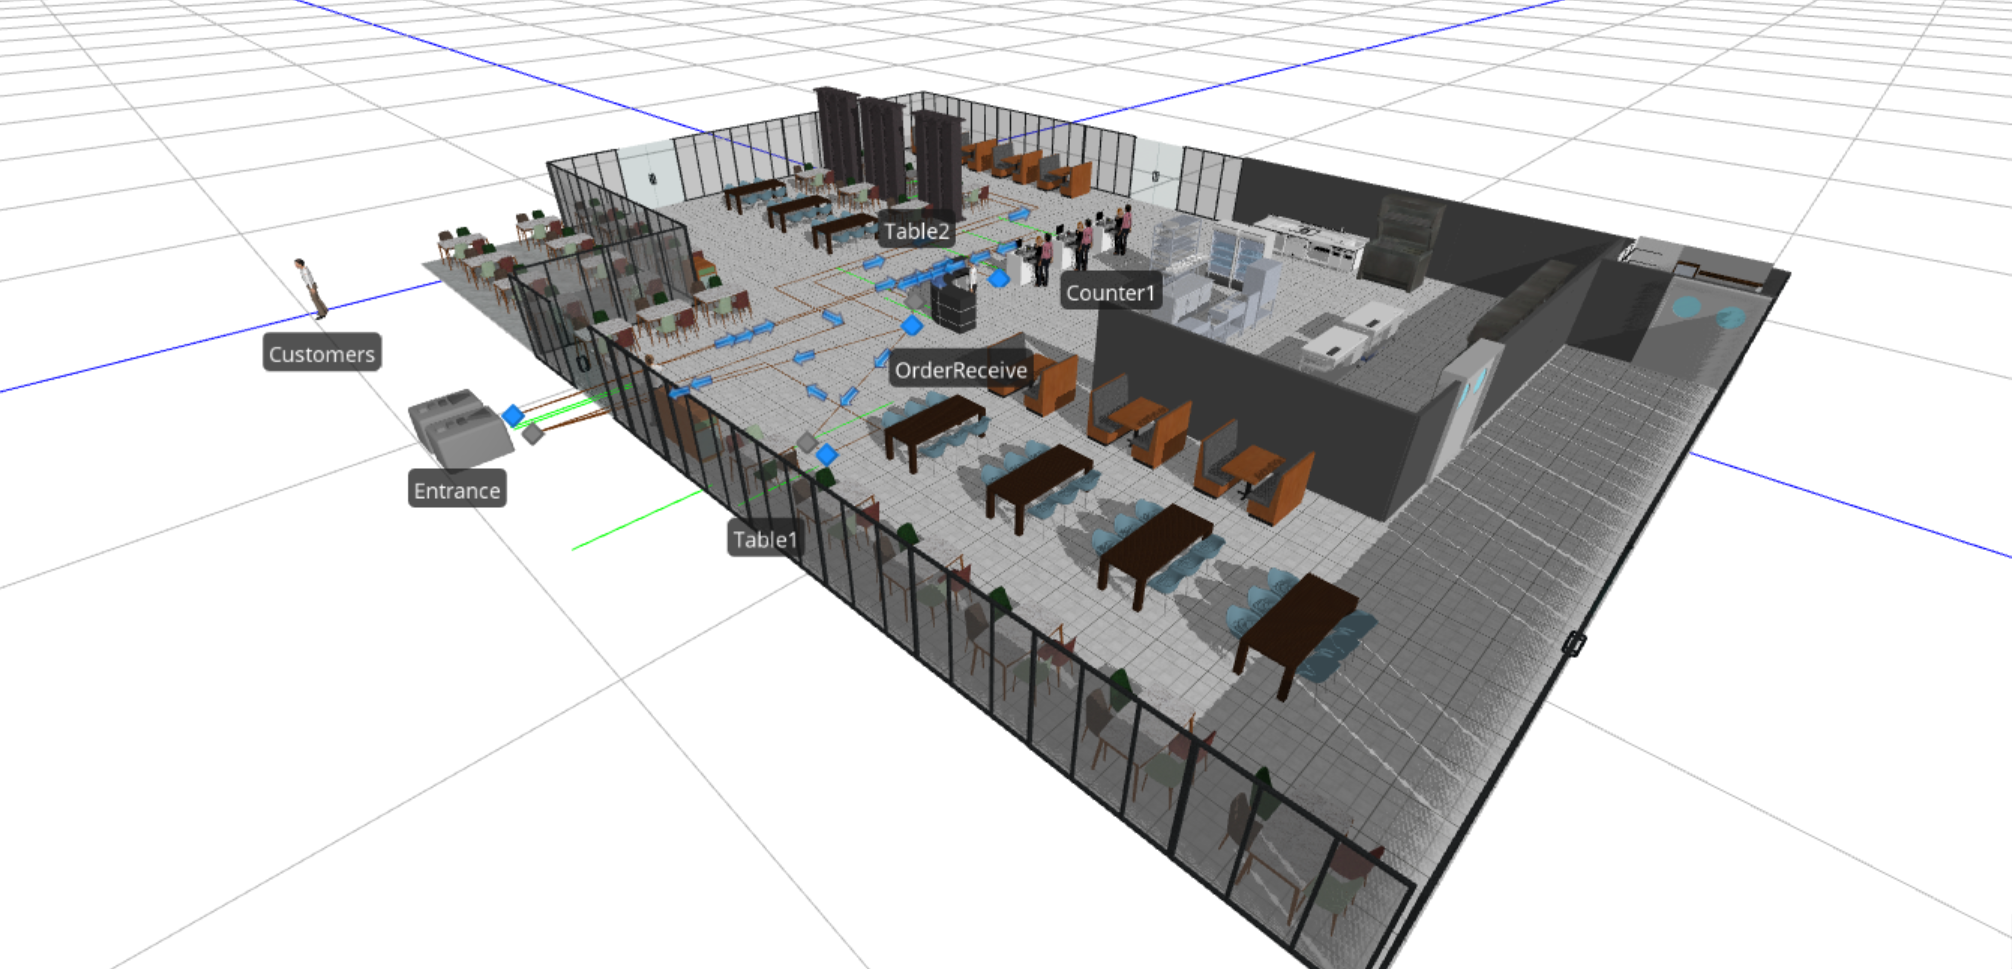 Table2
Counter1
Customers
OrderReceive
Entrance
Table1